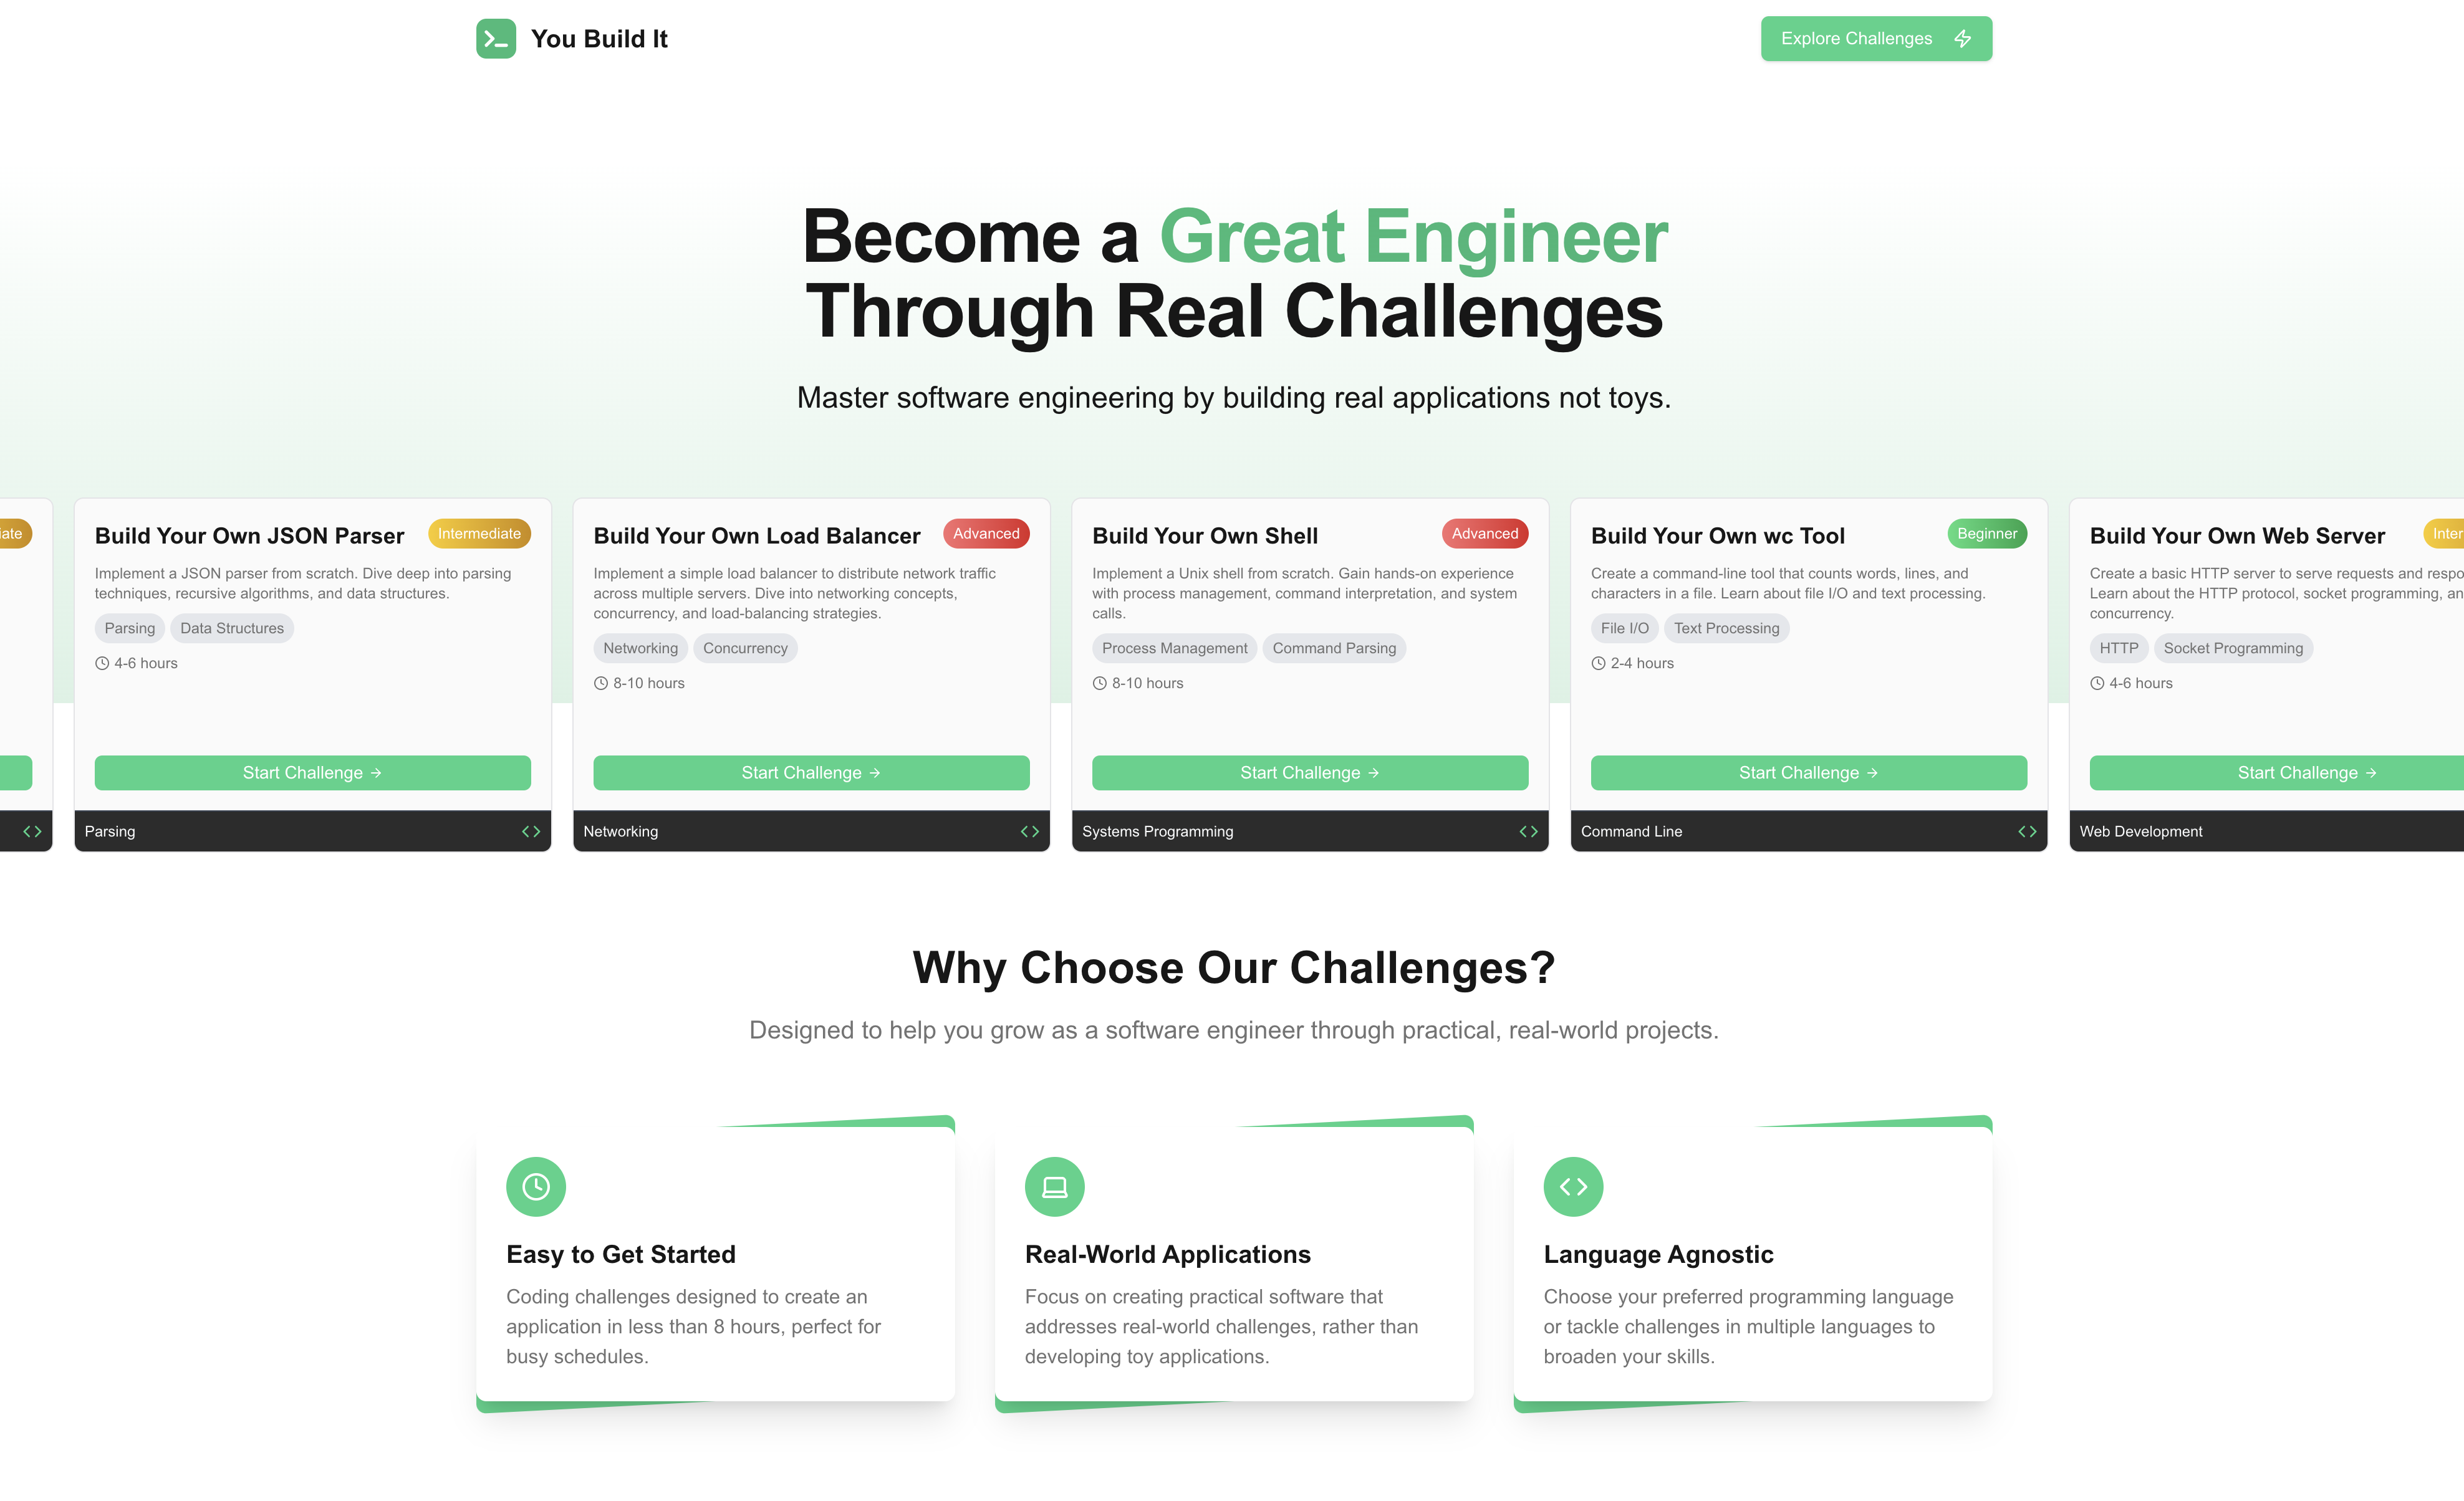 You Build It
Explore Challenges
Become a Great Engineer
Through Real Challenges
Master software engineering by building real applications not toys.
Build Your Own JSON Parser
Intermediate
Implement a JSON parser from scratch. Dive deep into parsing
techniques, recursive algorithms, and data structures.
Parsing
Data Structures
4-6 hours
Start Challenge
Parsing
Build Your Own Load Balancer
Advanced
Implement a simple load balancer to distribute network traffic
across multiple servers. Dive into networking concepts,
concurrency, and load-balancing strategies.
Networking
Concurrency
8-10 hours
Start Challenge
Networking
Build Your Own Shell
Advanced
Implement a Unix shell from scratch. Gain hands-on experience
with process management, command interpretation, and system
calls.
Process Management
Command Parsing
8-10 hours
Start Challenge
Systems Programming
Build Your Own wc Tool
Beginner
Create a command-line tool that counts words, lines, and
characters in a file. Learn about file I/O and text processing.
File I/O
Text Processing
2-4 hours
Start Challenge
Command Line
Build Your Own Web Server
Create a basic HTTP server to serve requests and
Learn about the HTTP protocol, socket programming,
concurrency.
HTTP
Socket Programming
4-6 hours
Start Challenge
Web Development
Why Choose Our Challenges?
Designed to help you grow as a software engineer through practical, real-world projects.
Easy to Get Started
Coding challenges designed to create an
application in less than 8 hours, perfect for
busy schedules.
Real-World Applications
Focus on creating practical software that
addresses real-world challenges, rather than
developing toy applications.
Language Agnostic
Choose your preferred programming language
or tackle challenges in multiple languages to
broaden your skills.